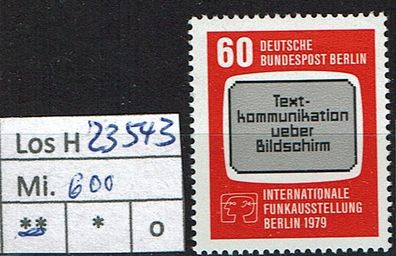 Los H 23543
Mi. 600
** * o
60 DEUTSCHE
BUNDESPOST BERLIN
Text-
kommunikation
ueber
Bildschirm
INTERNATIONALE
FUNKAUSSTELLUNG
BERLIN 1979